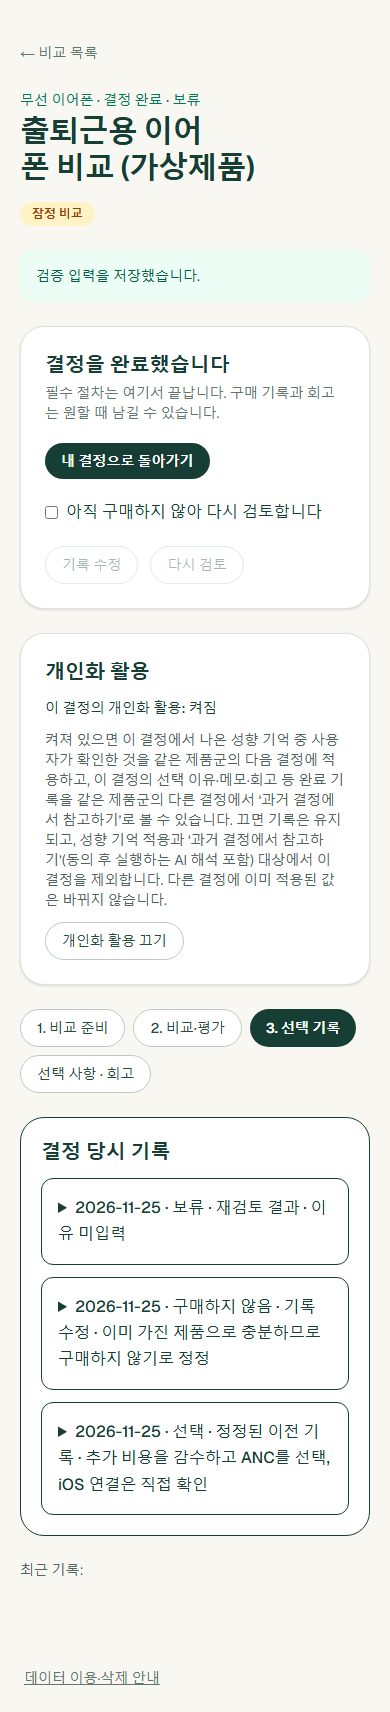 ← 비교 목록
무선 이어폰 · 결정 완료 · 보류
출퇴근용 이어
폰 비교 (가상제품)
잠정 비교
검증 입력을 저장했습니다.
결정을 완료했습니다
필수 절차는 여기서 끝납니다. 구매 기록과 회고
는 원할 때 남길 수 있습니다.
내 결정으로 돌아가기
아직 구매하지 않아 다시 검토합니다
기록 수정
다시 검토
개인화 활용
이 결정의 개인화 활용: 켜짐
켜져 있으면 이 결정에서 나온 성향 기억 중 사용
자가 확인한 것을 같은 제품군의 다음 결정에 적
용하고, 이 결정의 선택 이유·메모·회고 등 완료 기
록을 같은 제품군의 다른 결정에서 ‘과거 결정에
서 참고하기’로 볼 수 있습니다. 끄면 기록은 유지
되고, 성향 기억 적용과 ‘과거 결정에서 참고하
기’(동의 후 실행하는 AI 해석 포함) 대상에서 이
결정을 제외합니다. 다른 결정에 이미 적용된 값
은 바뀌지 않습니다.
개인화 활용 끄기
1. 비교 준비
2. 비교·평가
3. 선택 기록
선택 사항 · 회고
결정 당시 기록
▶ 2026-11-25 · 보류 · 재검토 결과 · 이
유 미입력
▶ 2026-11-25 · 구매하지 않음 · 기록
수정 · 이미 가진 제품으로 충분하므로
구매하지 않기로 정정
▶ 2026-11-25 · 선택 · 정정된 이전 기
록 · 추가 비용을 감수하고 ANC를 선택,
iOS 연결은 직접 확인
최근 기록:
데이터 이용·삭제 안내